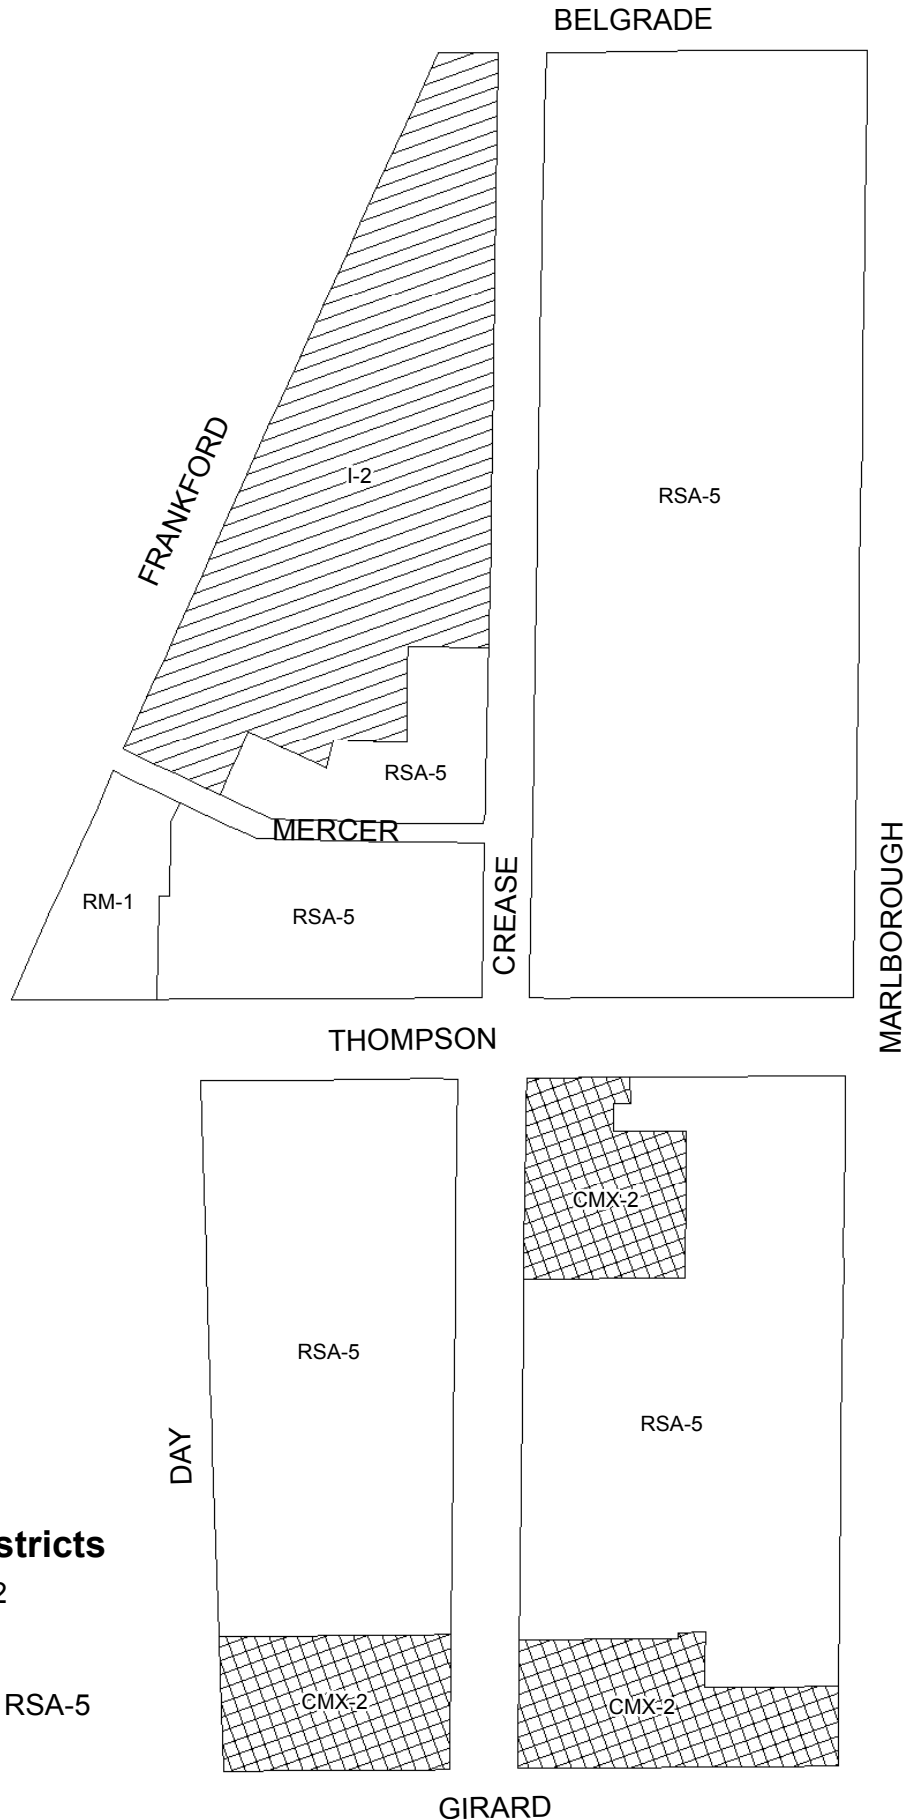 BELGRADE
FRANKFORD
I-2
RSA-5
RSA-5
MERCER
RM-1
RSA-5
CREASE
MARLBOROUGH
THOMPSON
CMX-2
RSA-5
RSA-5
DAY
stricts
2
RSA-5
CMX-2
CMX-2
GIRARD